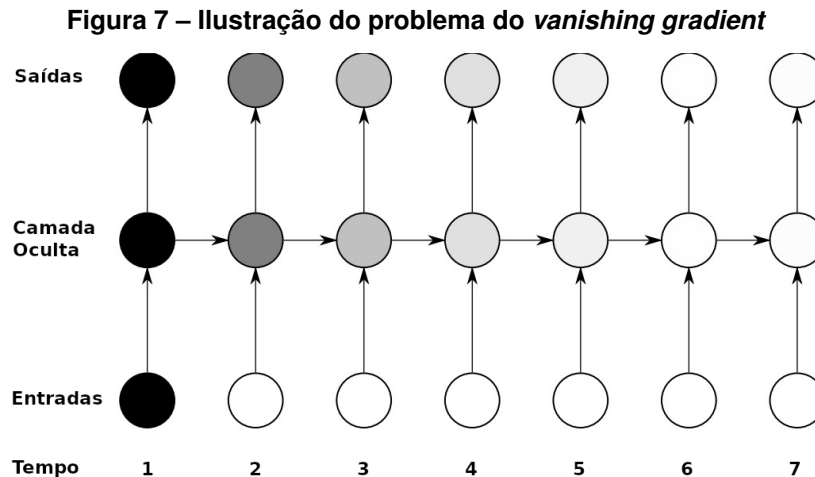 Figura 7 – Ilustração do problema do vanishing gradient
Saídas
Camada
Oculta
Entradas
Tempo 1 2 3 4 5 6 7